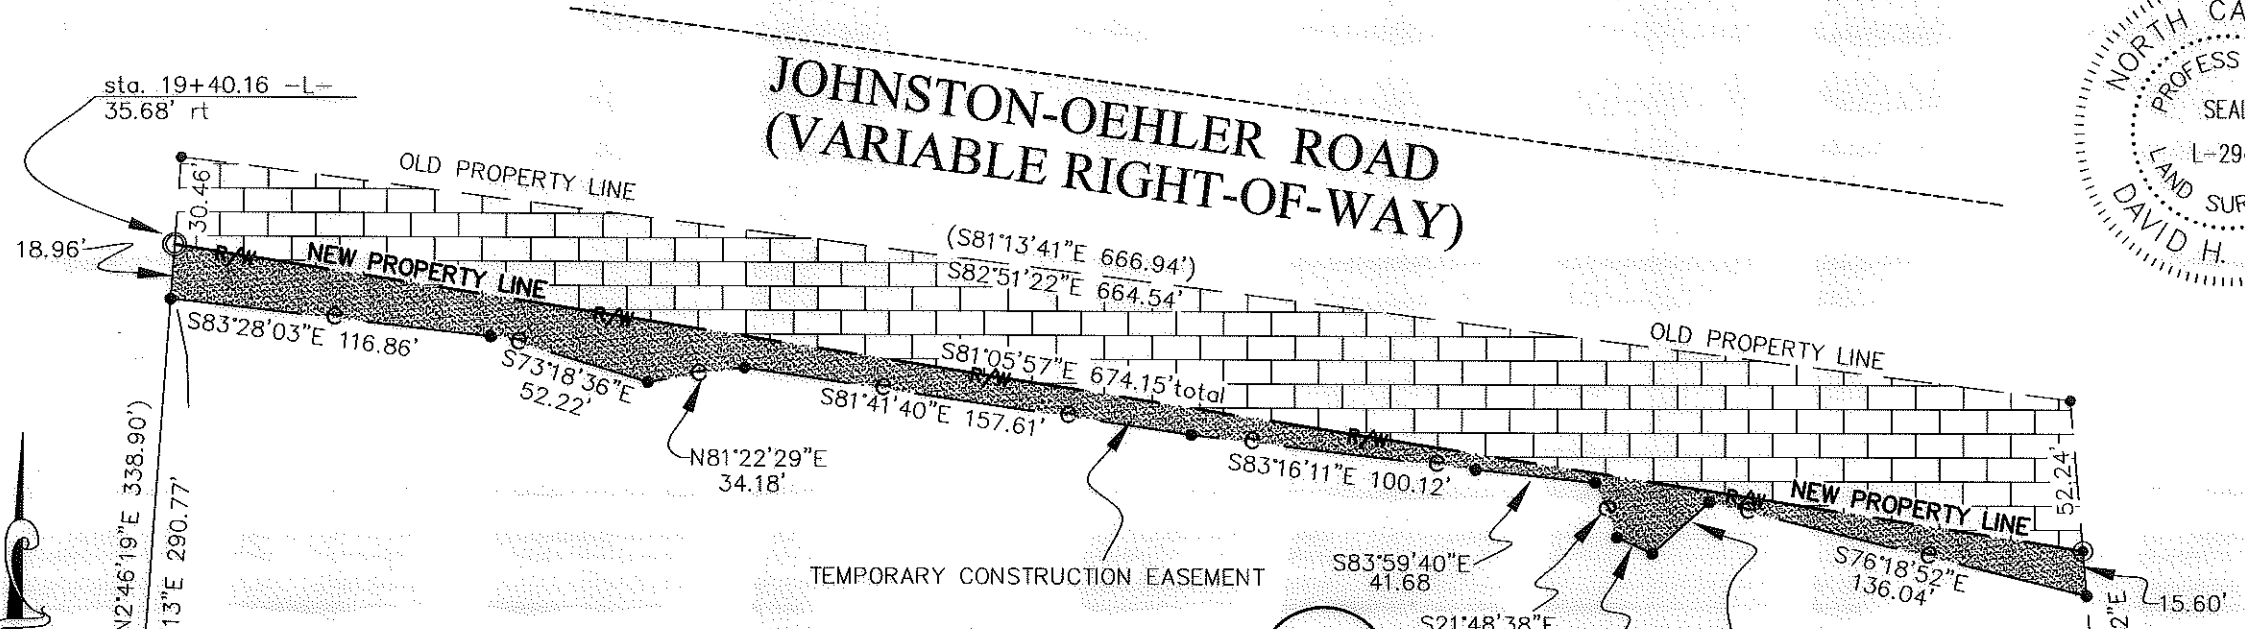 sta. 19+40.16 -L-
35.68' rt
JOHNSTON-OEHLER ROAD
(VARIABLE RIGHT-OF-WAY)
NORTH CA
PROFESS
SEAL
LAND SUR
DAVID H.
OLD PROPERTY LINE
30.46'
18.96'
R/W
NEW PROPERTY LINE
R/W
(S81°13'41"E 666.94')
S82°51'22"E 664.54'
OLD PROPERTY LINE
S83°28'03"E 116.86'
S73°18'36"E
52.22'
S81°05'57"E 674.15'total
R/W
S81°41'40"E 157.61'
N81°22'29"E
34.18'
R/W
S83°16'11"E 100.12'
R/W
NEW PROPERTY LINE
52.24'
N2°46'19"E 338.90')
13"E 290.77'
TEMPORARY CONSTRUCTION EASEMENT
S83°59'40"E
41.68
S76°18'52"E
136.04'
15.60'
S21°48'38"E
2"E